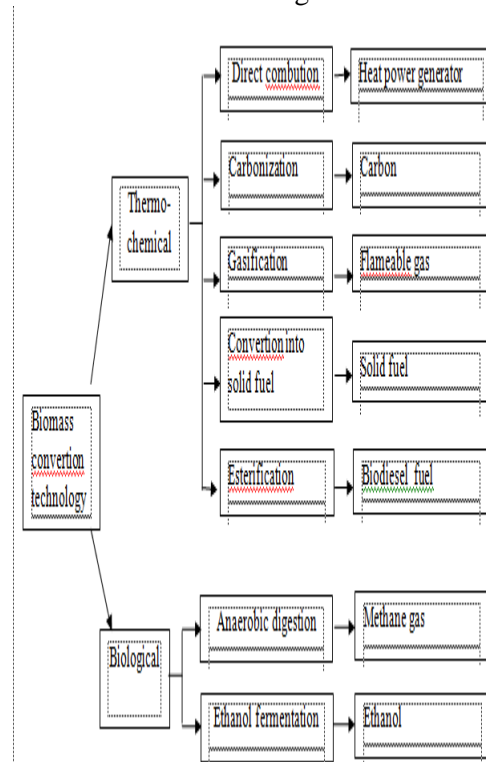 Direct combution
Heat power generator
Carbonization
Carbon
Thermo-
chemical
Gasification
Flameable gas
Convertion into
solid fuel
Solid fuel
Biomass
convertion
technology
Esterification
Biodiesel fuel
Anaerobic digestion
Methane gas
Biological
Ethanol fermentation
Ethanol